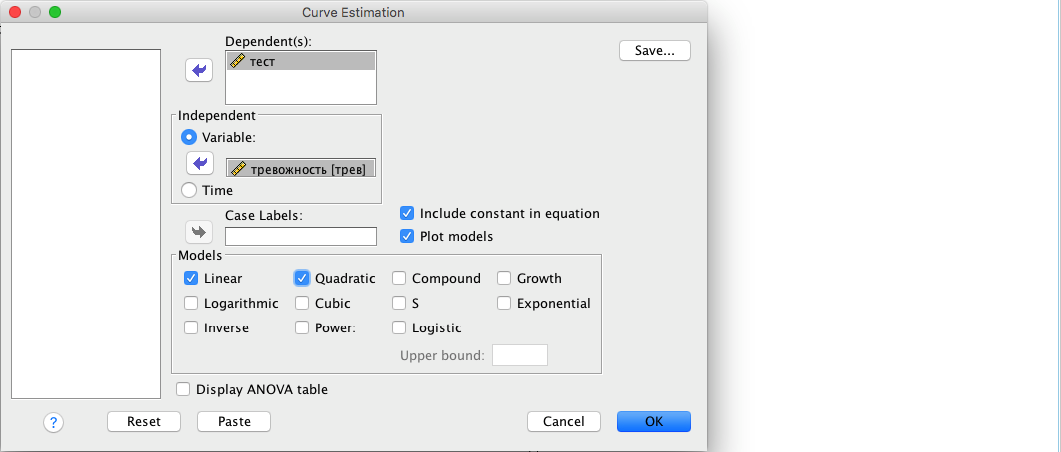 Curve Estimation
Dependent(s):
тест
Save...
Independent
Variable:
тревожность [трев]
Time
Case Labels:
Include constant in equation
Plot models
Models
Linear Quadratic Compound Growth
Logarithmic Cubic S Exponential
Inverse Power: Logistic
Upper bound:
Display ANOVA table
? Reset Paste Cancel OK